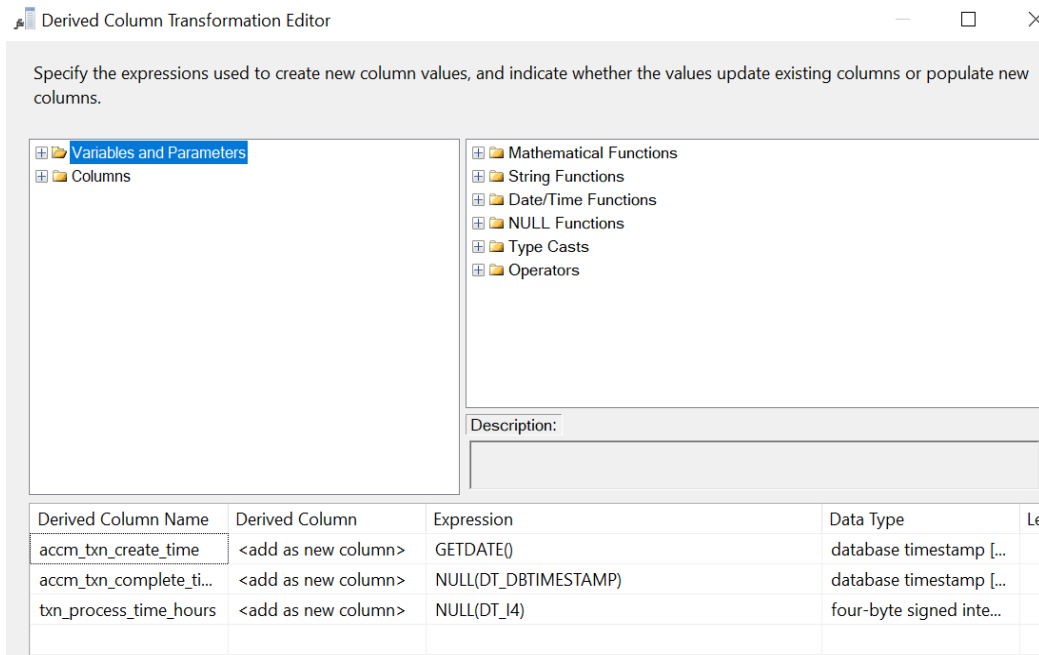 Derived Column Transformation Editor
Specify the expressions used to create new column values, and indicate whether the values update existing columns or populate new
columns.
Variables and Parameters
Columns
Mathematical Functions
String Functions
Date/Time Functions
NULL Functions
Type Casts
Operators
Description:
Derived Column Name Derived Column Expression Data Type Le
accm_txn_create_time <add as new column> GETDATE() database timestamp [...
accm_txn_complete_ti... <add as new column> NULL(DT_DBTIMESTAMP) database timestamp [...
txn_process_time_hours <add as new column> NULL(DT_I4) four-byte signed inte...